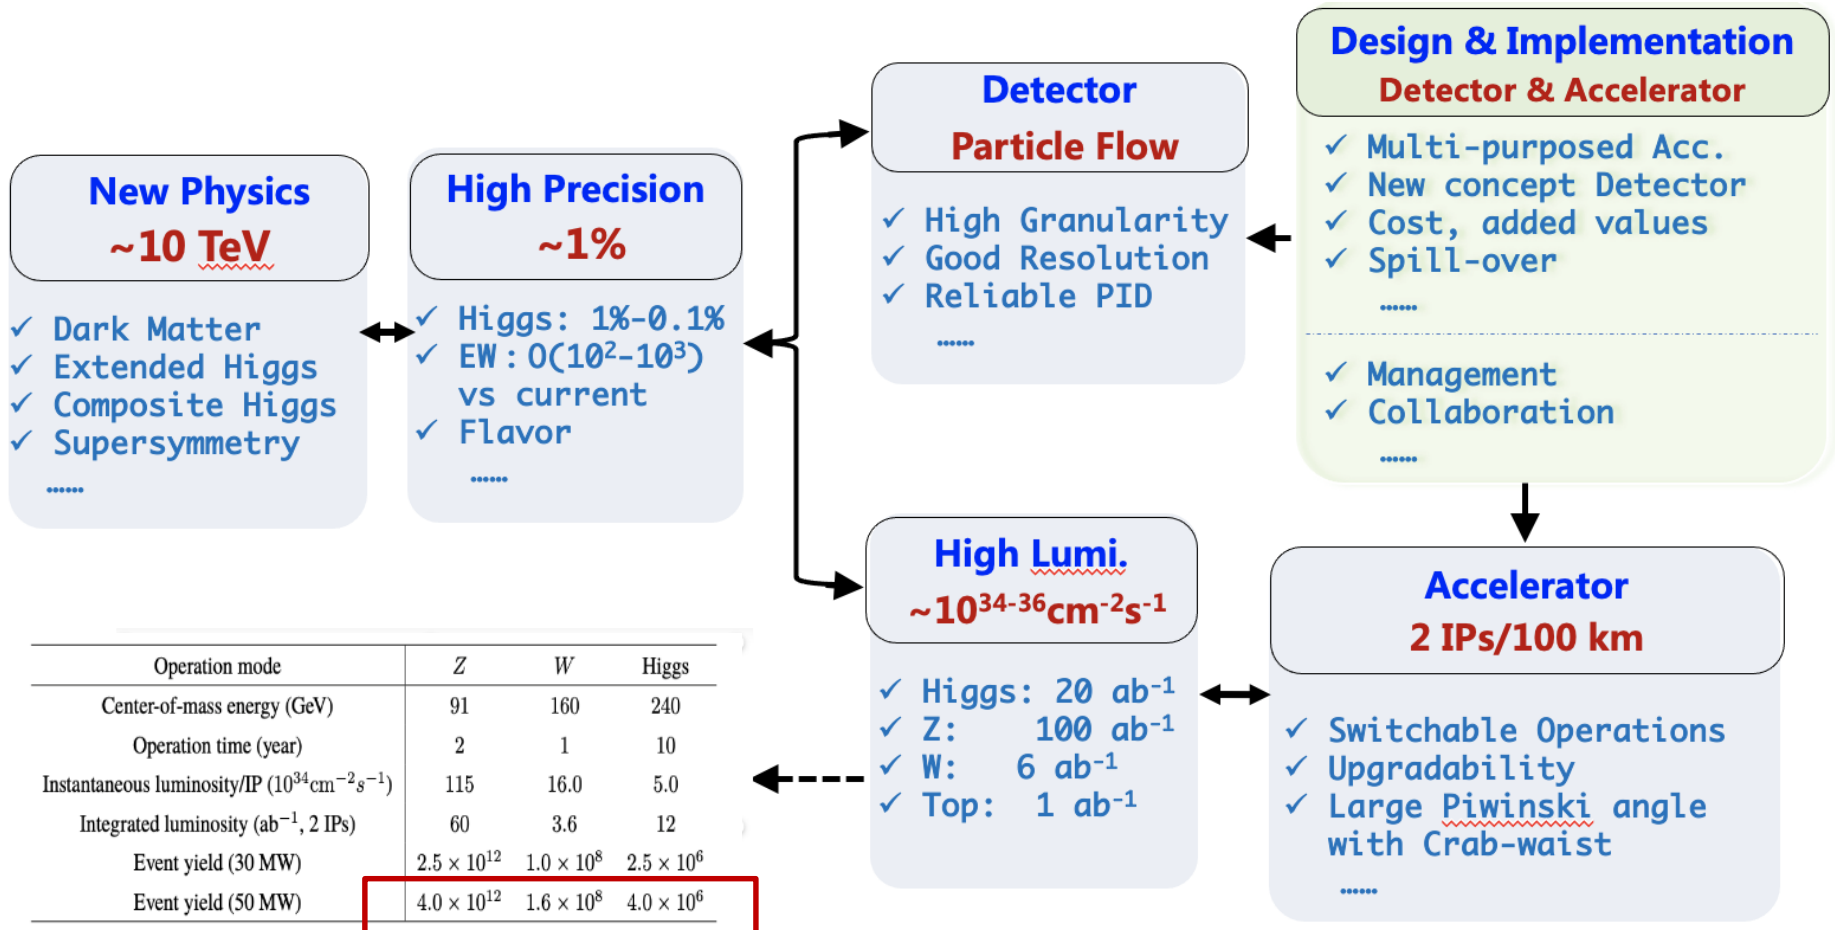 New Physics
~10 TeV
✓ Dark Matter
✓ Extended Higgs
✓ Composite Higgs
✓ Supersymmetry
……
High Precision
~1%
✓ Higgs: 1%-0.1%
✓ EW：O(10²-10³)
vs current
✓ Flavor
……
Detector
Particle Flow
✓ High Granularity
✓ Good Resolution
✓ Reliable PID
……
Design & Implementation
Detector & Accelerator
✓ Multi-purposed Acc.
✓ New concept Detector
✓ Cost, added values
✓ Spill-over
……
✓ Management
✓ Collaboration
……
High Lumi.
~10³⁴⁻³⁶cm⁻²s⁻¹
✓ Higgs: 20 ab⁻¹
✓ Z: 100 ab⁻¹
✓ W: 6 ab⁻¹
✓ Top: 1 ab⁻¹
Accelerator
2 IPs/100 km
✓ Switchable Operations
✓ Upgradability
✓ Large Piwinski angle
with Crab-waist
……
Operation mode Z W Higgs
Center-of-mass energy (GeV) 91 160 240
Operation time (year) 2 1 10
Instantaneous luminosity/IP (10³⁴cm⁻²s⁻¹) 115 16.0 5.0
Integrated luminosity (ab⁻¹, 2 IPs) 60 3.6 12
Event yield (30 MW) 2.5 × 10¹² 1.0 × 10⁸ 2.5 × 10⁶
Event yield (50 MW) 4.0 × 10¹² 1.6 × 10⁸ 4.0 × 10⁶